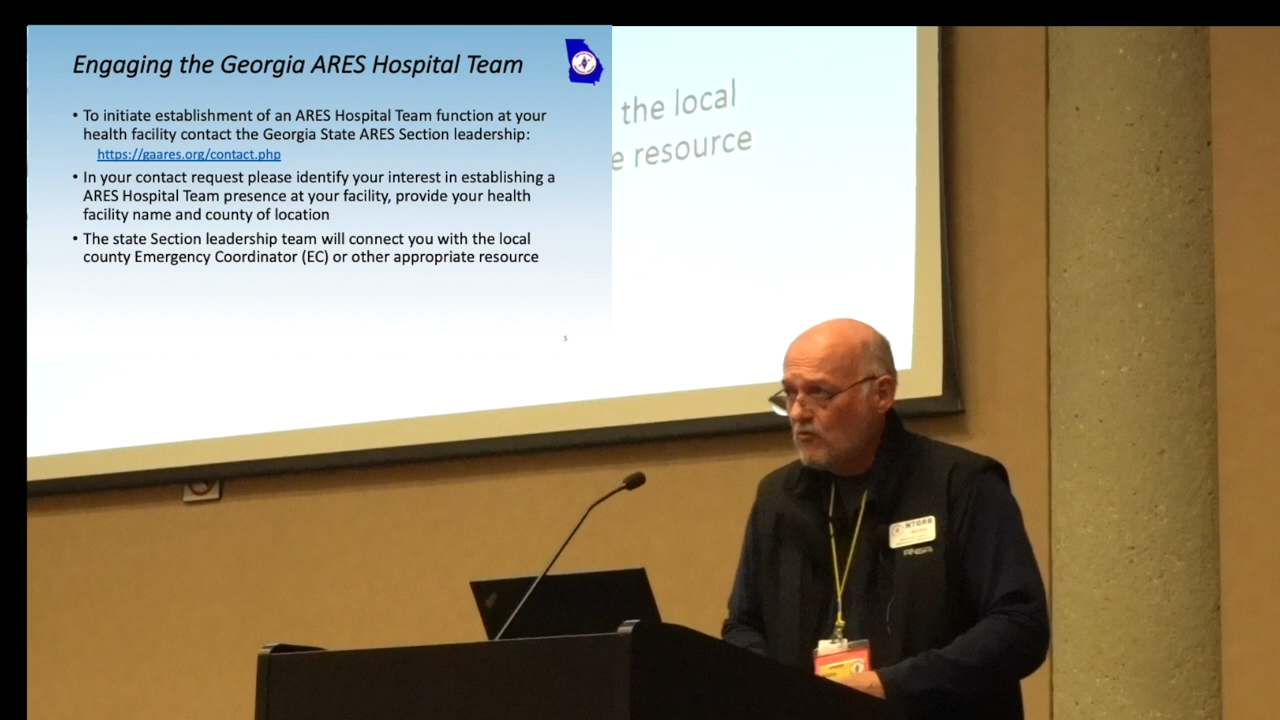 Engaging the Georgia ARES Hospital Team
• To initiate establishment of an ARES Hospital Team function at your
health facility contact the Georgia State ARES Section leadership:
https://gaares.org/contact.php
• In your contact request please identify your interest in establishing a
ARES Hospital Team presence at your facility, provide your health
facility name and county of location
• The state Section leadership team will connect you with the local
county Emergency Coordinator (EC) or other appropriate resource
5
the local
e resource